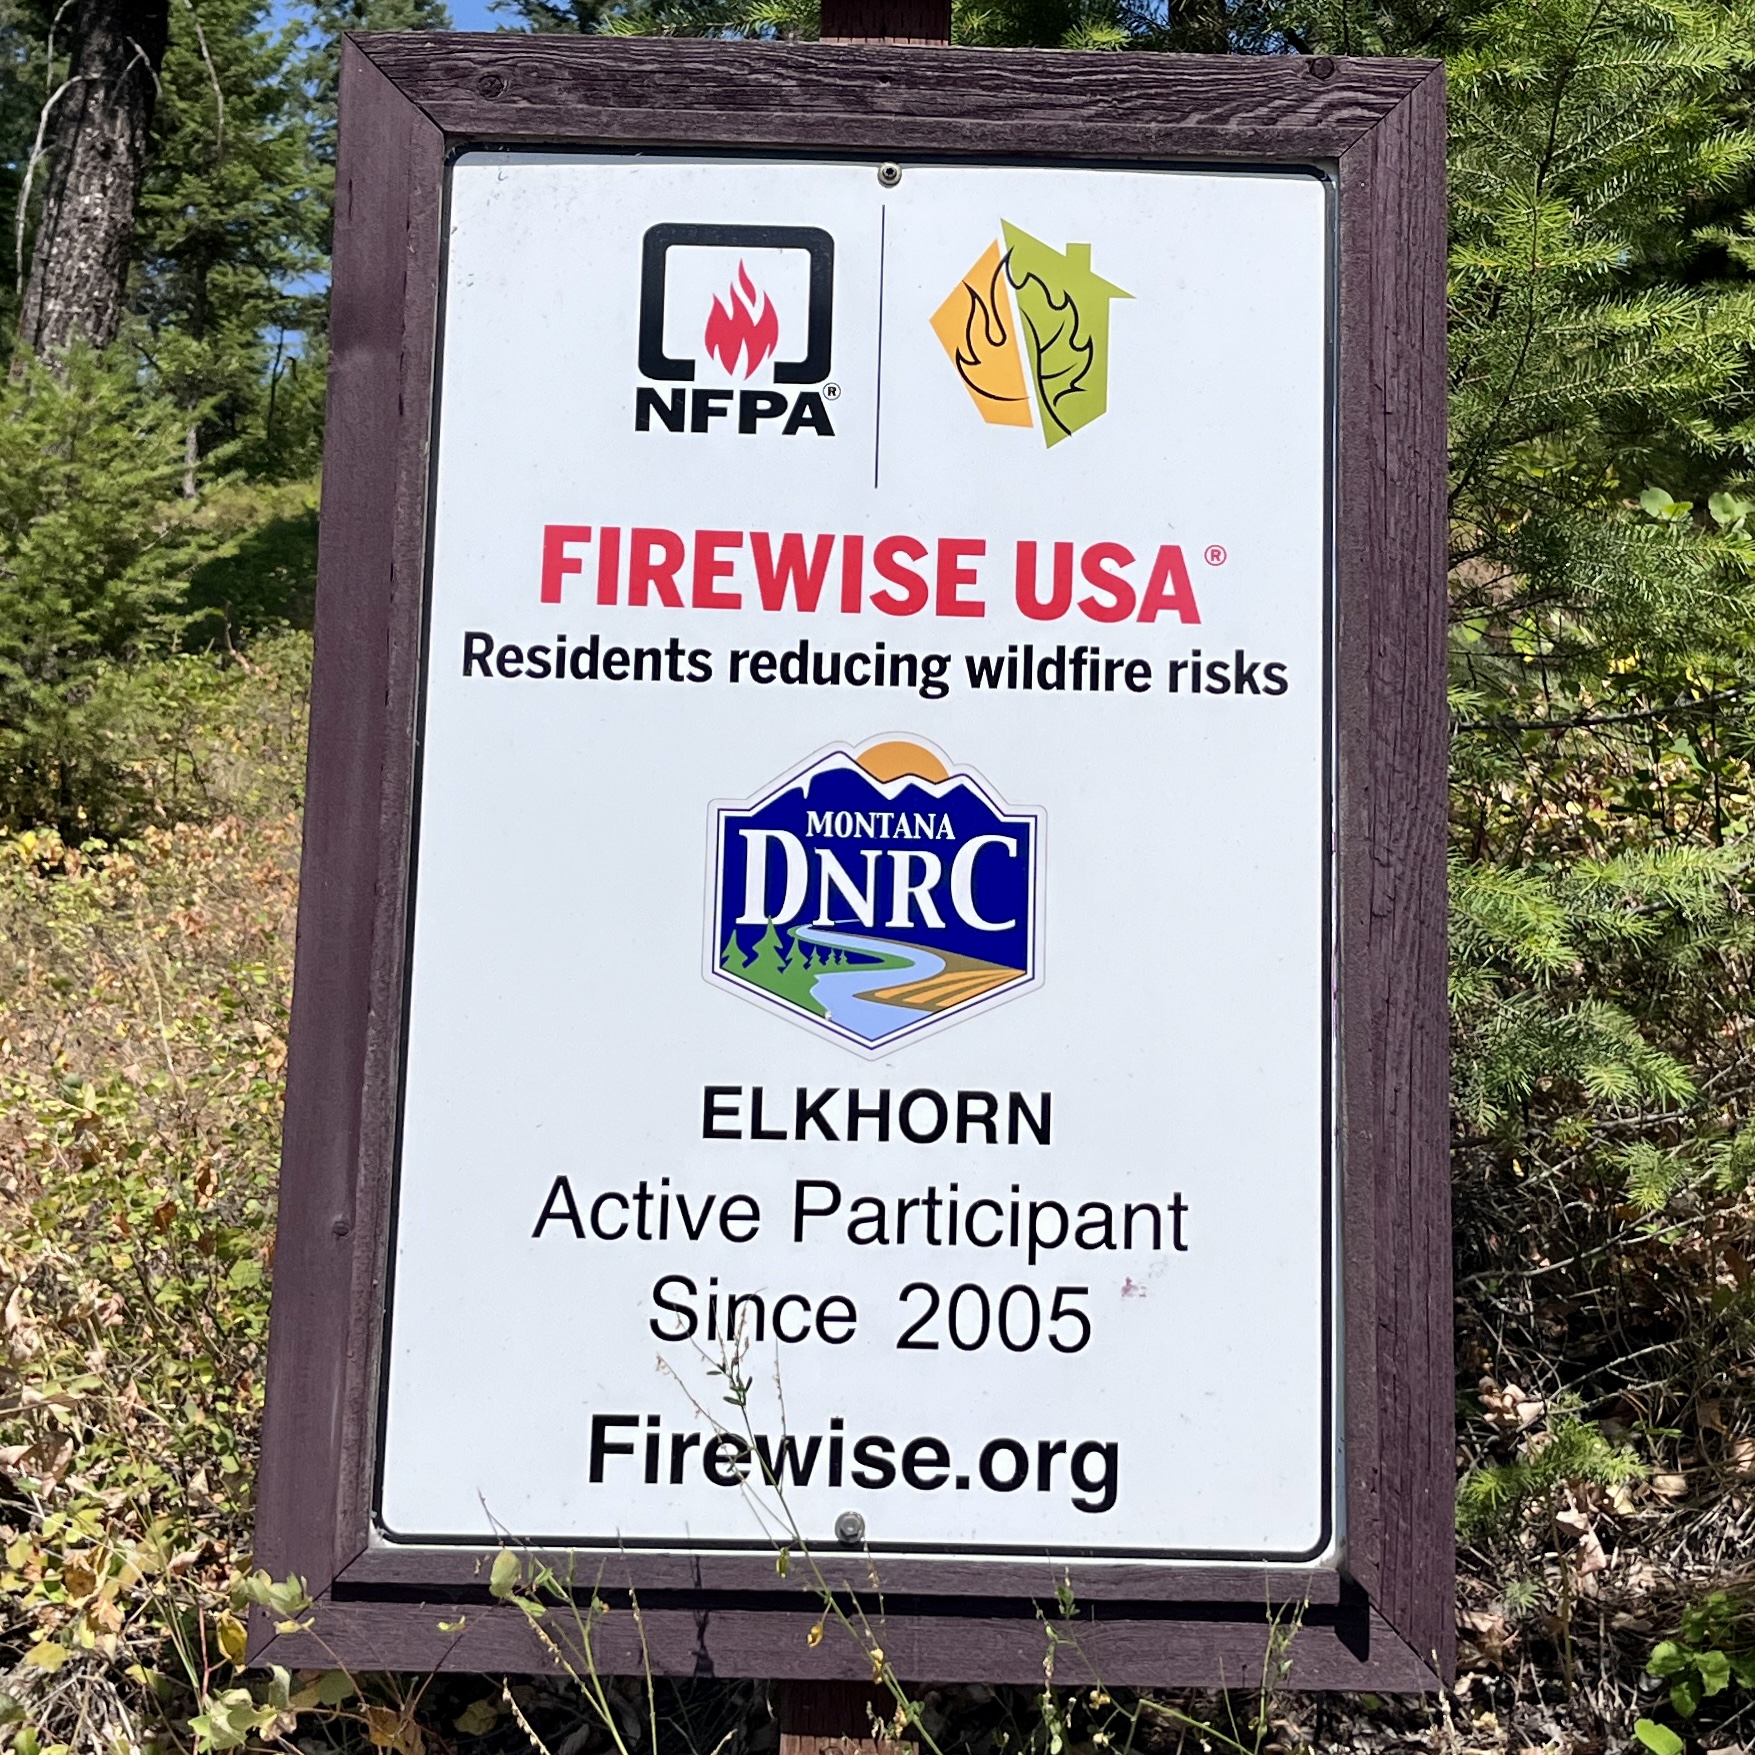 NFPA®
FIREWISE USA®
Residents reducing wildfire risks
MONTANA
DNRC
ELKHORN
Active Participant
Since 2005
Firewise.org